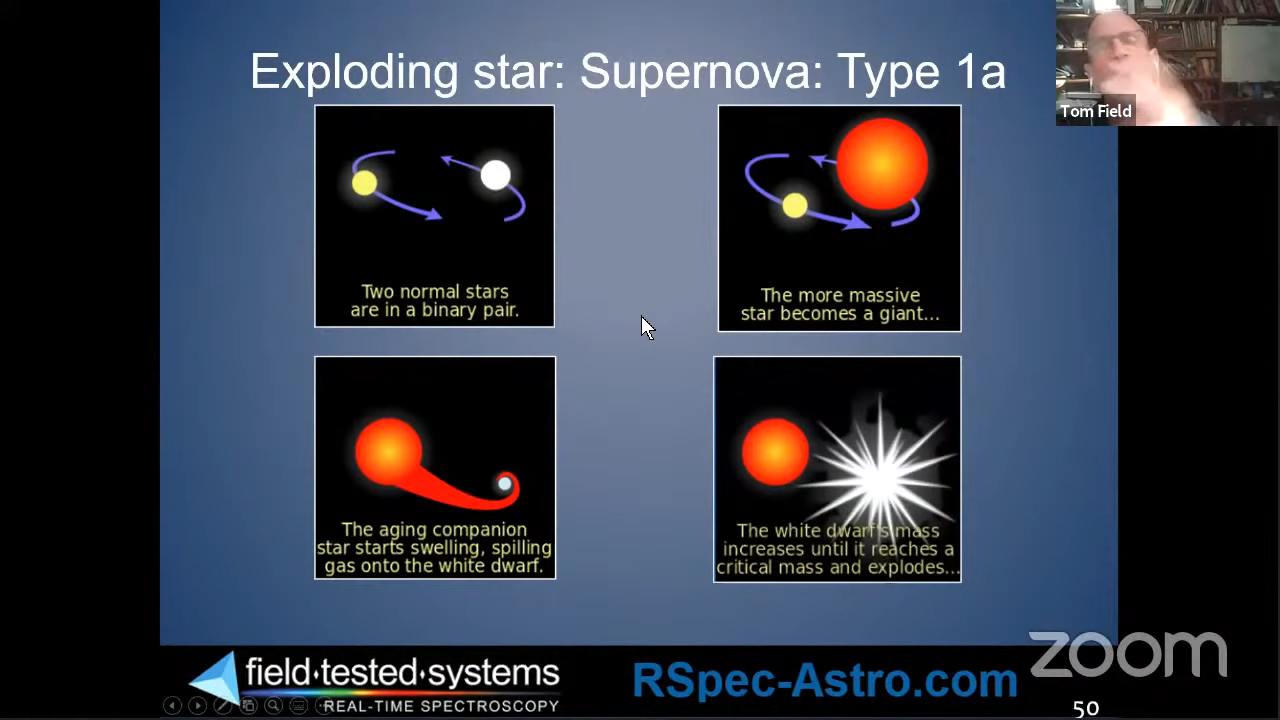 Exploding star: Supernova: Type 1a
Tom Field
Two normal stars
are in a binary pair.
The more massive
star becomes a giant...
The aging companion
star starts swelling, spilling
gas onto the white dwarf.
The white dwarf's mass
increases until it reaches a
critical mass and explodes...
field·tested·systems
REAL-TIME SPECTROSCOPY
RSpec-Astro.com
zoom
50